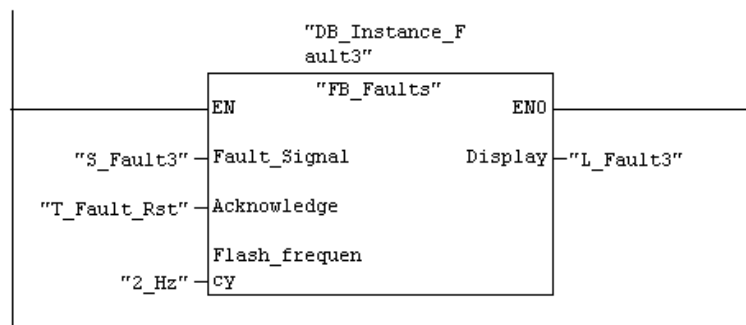 "DB_Instance_F
ault3"
"FB_Faults"
EN
ENO
"S_Fault3"
Fault_Signal
Display
"L_Fault3"
"T_Fault_Rst"
Acknowledge
Flash_frequen
"2_Hz"
cy